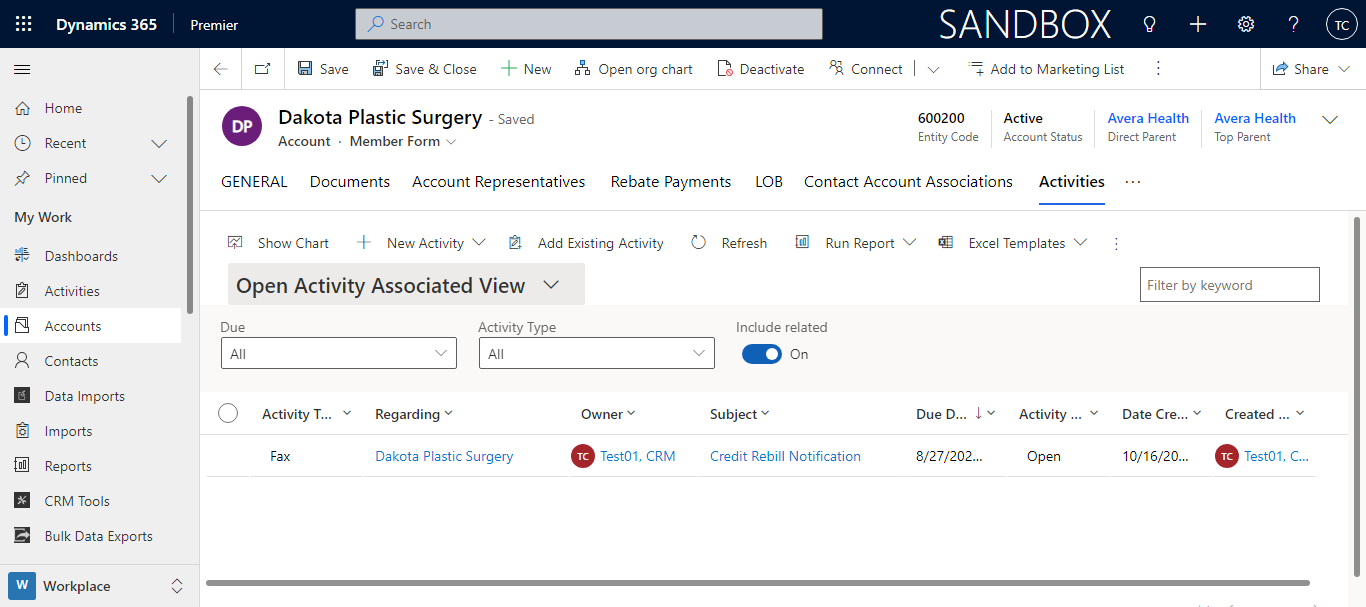 Dynamics 365 Premier Search SANDBOX ? TC
Save Save & Close New Open org chart Deactivate Connect Add to Marketing List Share
Home
Recent
Pinned
My Work
Dashboards
Activities
Accounts
Contacts
Data Imports
Imports
Reports
CRM Tools
Bulk Data Exports
W Workplace
DP Dakota Plastic Surgery - Saved
Account · Member Form
600200 Active Avera Health Avera Health
Entity Code Account Status Direct Parent Top Parent
GENERAL Documents Account Representatives Rebate Payments LOB Contact Account Associations Activities ...
Show Chart New Activity Add Existing Activity Refresh Run Report Excel Templates
Open Activity Associated View Filter by keyword
Due Activity Type Include related
All All On
Activity T... Regarding Owner Subject Due D... ↓ Activity ... Date Cre... Created ...
Fax Dakota Plastic Surgery TC Test01, CRM Credit Rebill Notification 8/27/202... Open 10/16/20... TC Test01, C...